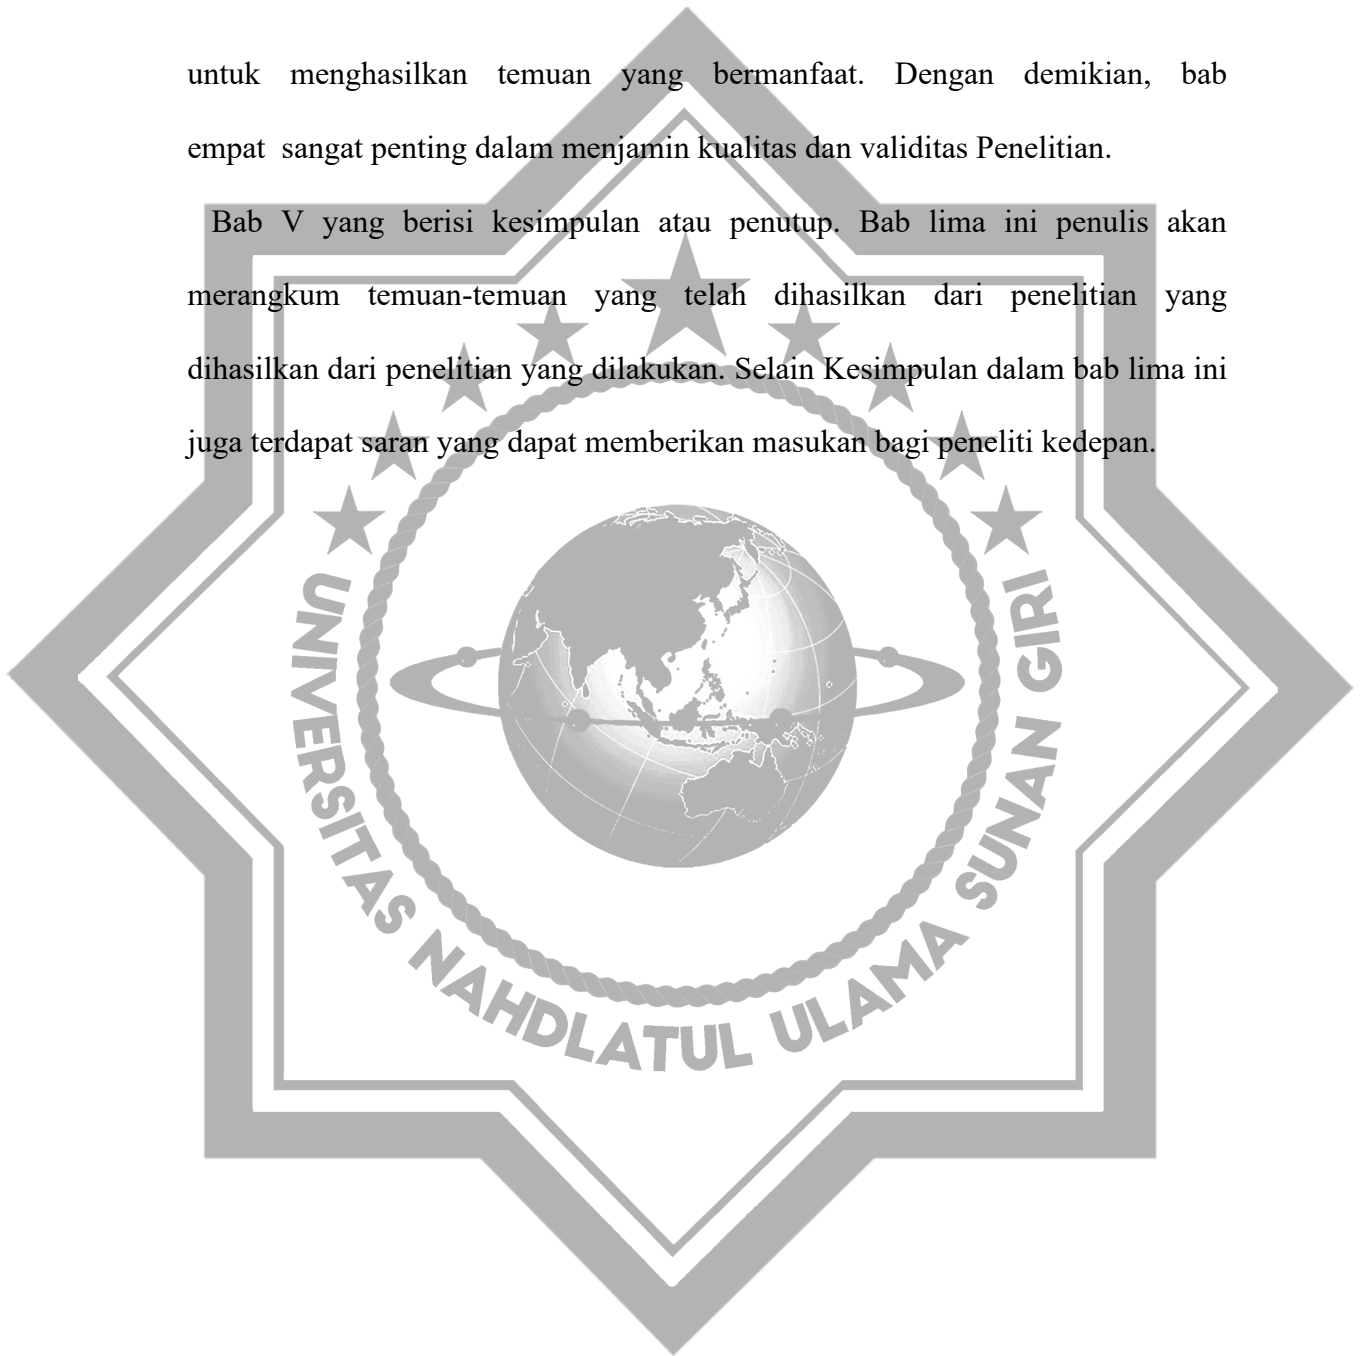 untuk menghasilkan temuan yang bermanfaat. Dengan demikian, bab
empat sangat penting dalam menjamin kualitas dan validitas Penelitian.
Bab V yang berisi kesimpulan atau penutup. Bab lima ini penulis akan
merangkum temuan-temuan yang telah dihasilkan dari penelitian yang
dihasilkan dari penelitian yang dilakukan. Selain Kesimpulan dalam bab lima ini
juga terdapat saran yang dapat memberikan masukan bagi peneliti kedepan.
UNIVERSITAS NAHDLATUL ULAMA SUNAN GIRI